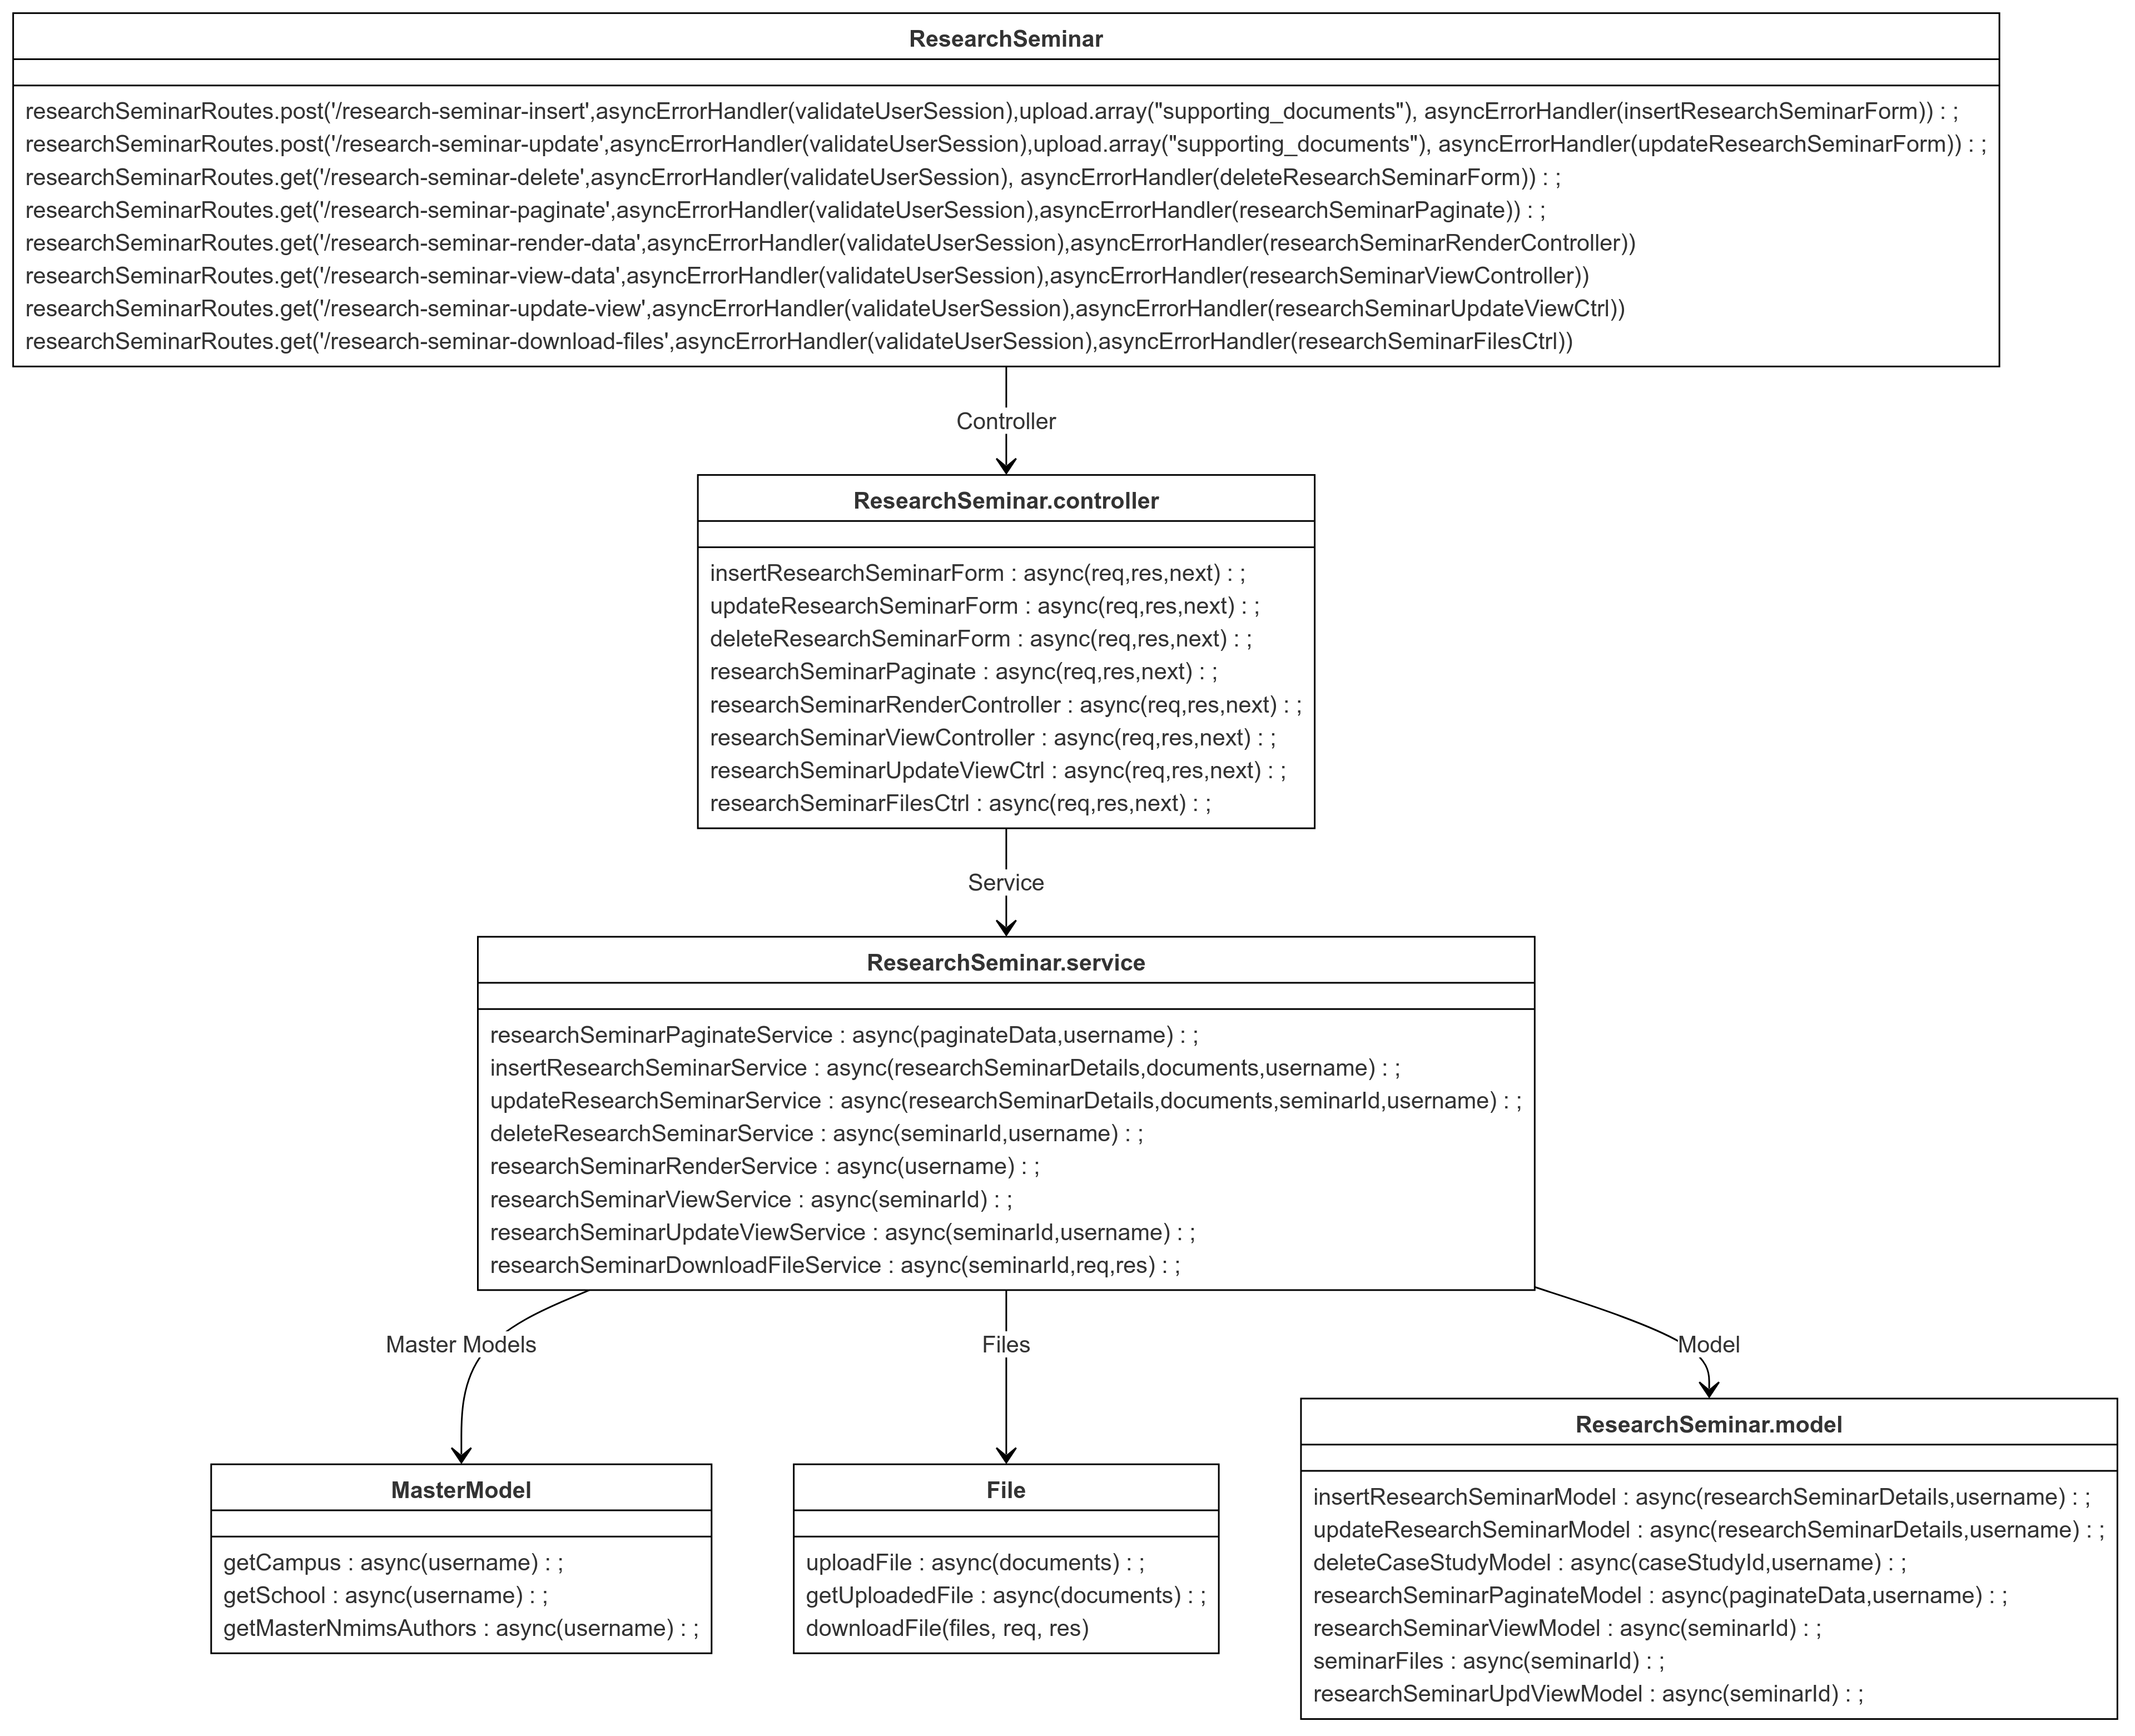 ResearchSeminar
researchSeminarRoutes.post('/research-seminar-insert',asyncErrorHandler(validateUserSession),upload.array("supporting_documents"), asyncErrorHandler(insertResearchSeminarForm)) : ;
researchSeminarRoutes.post('/research-seminar-update',asyncErrorHandler(validateUserSession),upload.array("supporting_documents"), asyncErrorHandler(updateResearchSeminarForm)) : ;
researchSeminarRoutes.get('/research-seminar-delete',asyncErrorHandler(validateUserSession), asyncErrorHandler(deleteResearchSeminarForm)) : ;
researchSeminarRoutes.get('/research-seminar-paginate',asyncErrorHandler(validateUserSession),asyncErrorHandler(researchSeminarPaginate)) : ;
researchSeminarRoutes.get('/research-seminar-render-data',asyncErrorHandler(validateUserSession),asyncErrorHandler(researchSeminarRenderController))
researchSeminarRoutes.get('/research-seminar-view-data',asyncErrorHandler(validateUserSession),asyncErrorHandler(researchSeminarViewController))
researchSeminarRoutes.get('/research-seminar-update-view',asyncErrorHandler(validateUserSession),asyncErrorHandler(researchSeminarUpdateViewCtrl))
researchSeminarRoutes.get('/research-seminar-download-files',asyncErrorHandler(validateUserSession),asyncErrorHandler(researchSeminarFilesCtrl))
Controller
ResearchSeminar.controller
insertResearchSeminarForm : async(req,res,next) : ;
updateResearchSeminarForm : async(req,res,next) : ;
deleteResearchSeminarForm : async(req,res,next) : ;
researchSeminarPaginate : async(req,res,next) : ;
researchSeminarRenderController : async(req,res,next) : ;
researchSeminarViewController : async(req,res,next) : ;
researchSeminarUpdateViewCtrl : async(req,res,next) : ;
researchSeminarFilesCtrl : async(req,res,next) : ;
Service
ResearchSeminar.service
researchSeminarPaginateService : async(paginateData,username) : ;
insertResearchSeminarService : async(researchSeminarDetails,documents,username) : ;
updateResearchSeminarService : async(researchSeminarDetails,documents,seminarId,username) : ;
deleteResearchSeminarService : async(seminarId,username) : ;
researchSeminarRenderService : async(username) : ;
researchSeminarViewService : async(seminarId) : ;
researchSeminarUpdateViewService : async(seminarId,username) : ;
researchSeminarDownloadFileService : async(seminarId,req,res) : ;
Master Models
Files
Model
MasterModel
getCampus : async(username) : ;
getSchool : async(username) : ;
getMasterNmimsAuthors : async(username) : ;
File
uploadFile : async(documents) : ;
getUploadedFile : async(documents) : ;
downloadFile(files, req, res)
ResearchSeminar.model
insertResearchSeminarModel : async(researchSeminarDetails,username) : ;
updateResearchSeminarModel : async(researchSeminarDetails,username) : ;
deleteCaseStudyModel : async(caseStudyId,username) : ;
researchSeminarPaginateModel : async(paginateData,username) : ;
researchSeminarViewModel : async(seminarId) : ;
seminarFiles : async(seminarId) : ;
researchSeminarUpdViewModel : async(seminarId) : ;